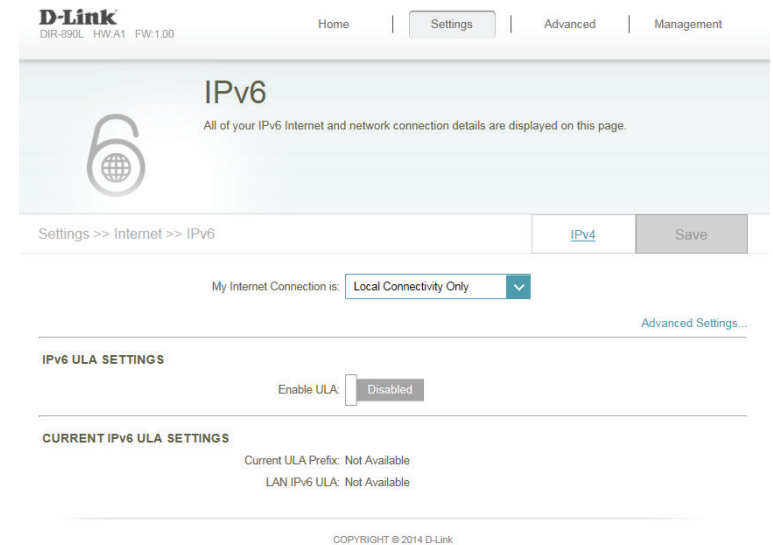 D-Link
DIR-890L HW:A1 FW:1.00
Home | Settings | Advanced | Management
IPv6
All of your IPv6 Internet and network connection details are displayed on this page.
Settings >> Internet >> IPv6
IPv4
Save
My Internet Connection is: Local Connectivity Only
Advanced Settings...
IPv6 ULA SETTINGS
Enable ULA: Disabled
CURRENT IPv6 ULA SETTINGS
Current ULA Prefix: Not Available
LAN IPv6 ULA: Not Available
COPYRIGHT © 2014 D-Link